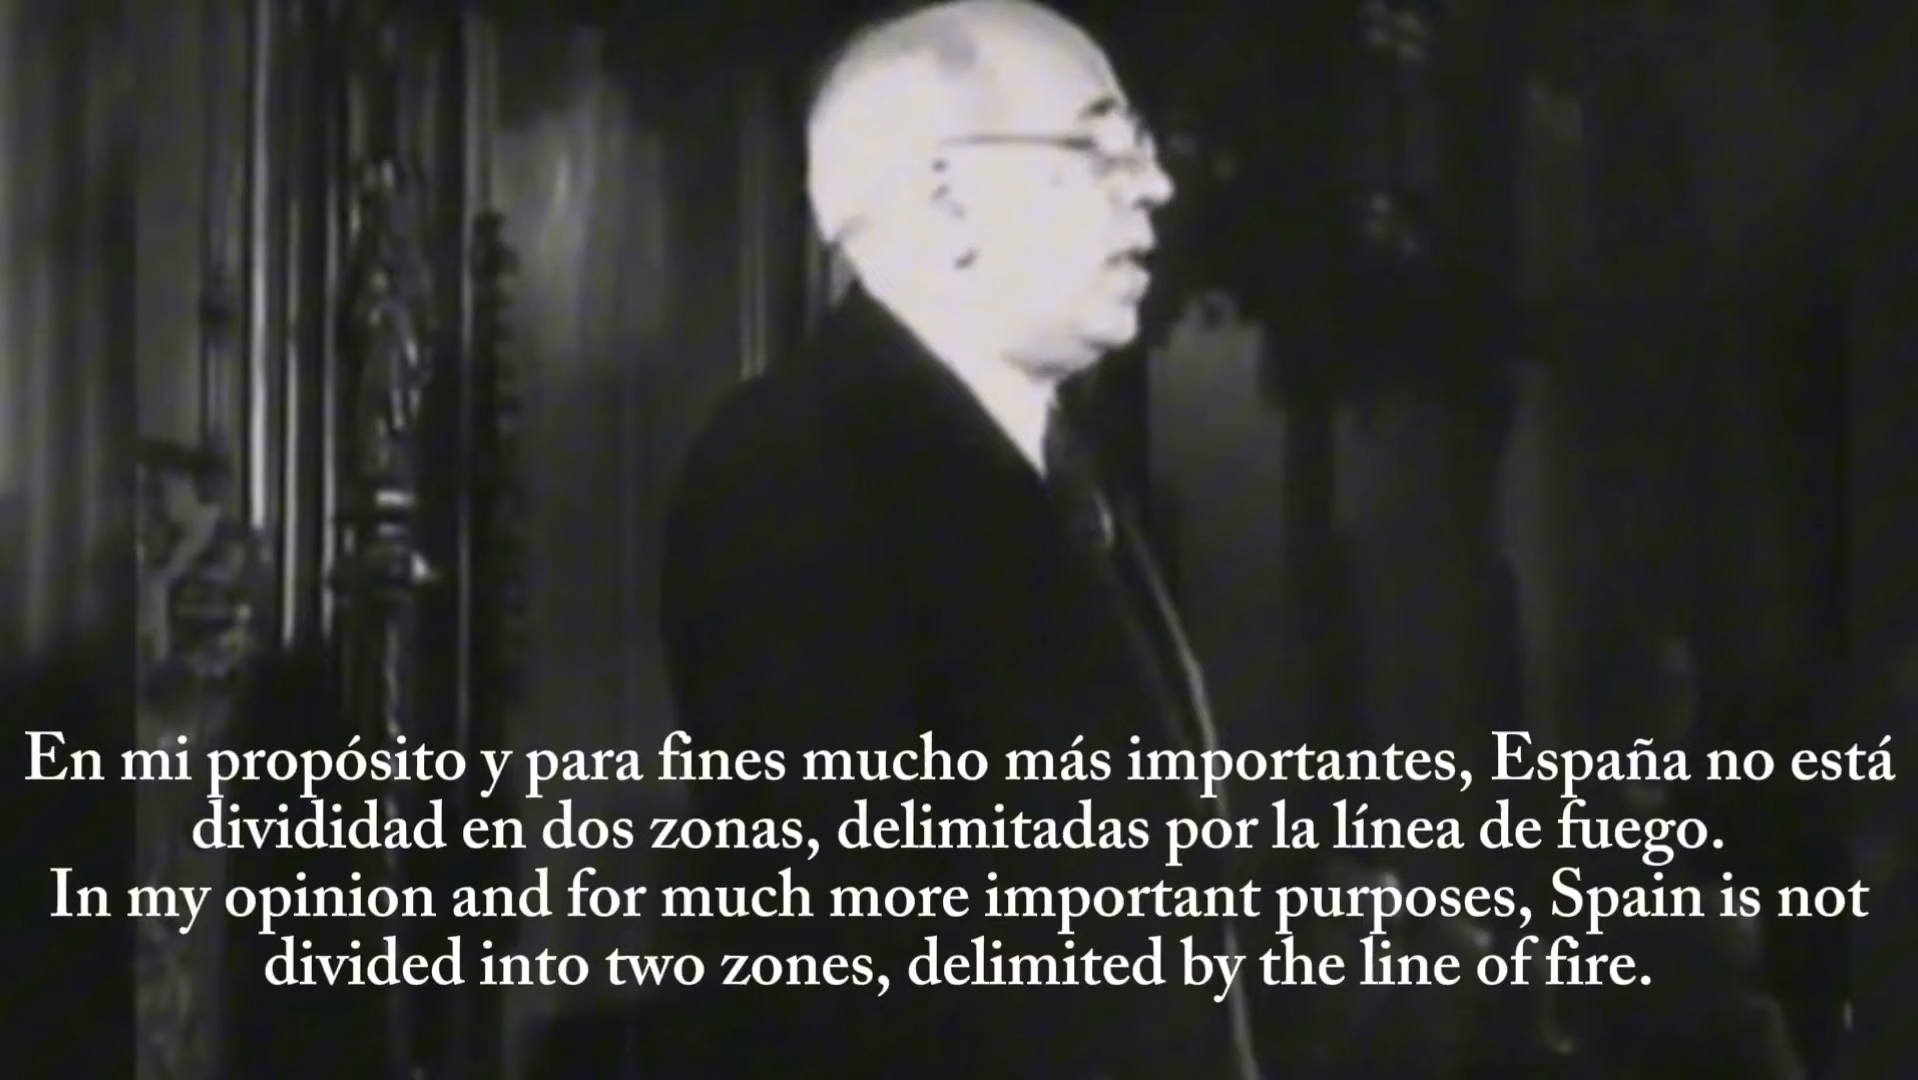 En mi propósito y para fines mucho más importantes, España no está
divididad en dos zonas, delimitadas por la línea de fuego.
In my opinion and for much more important purposes, Spain is not
divided into two zones, delimited by the line of fire.